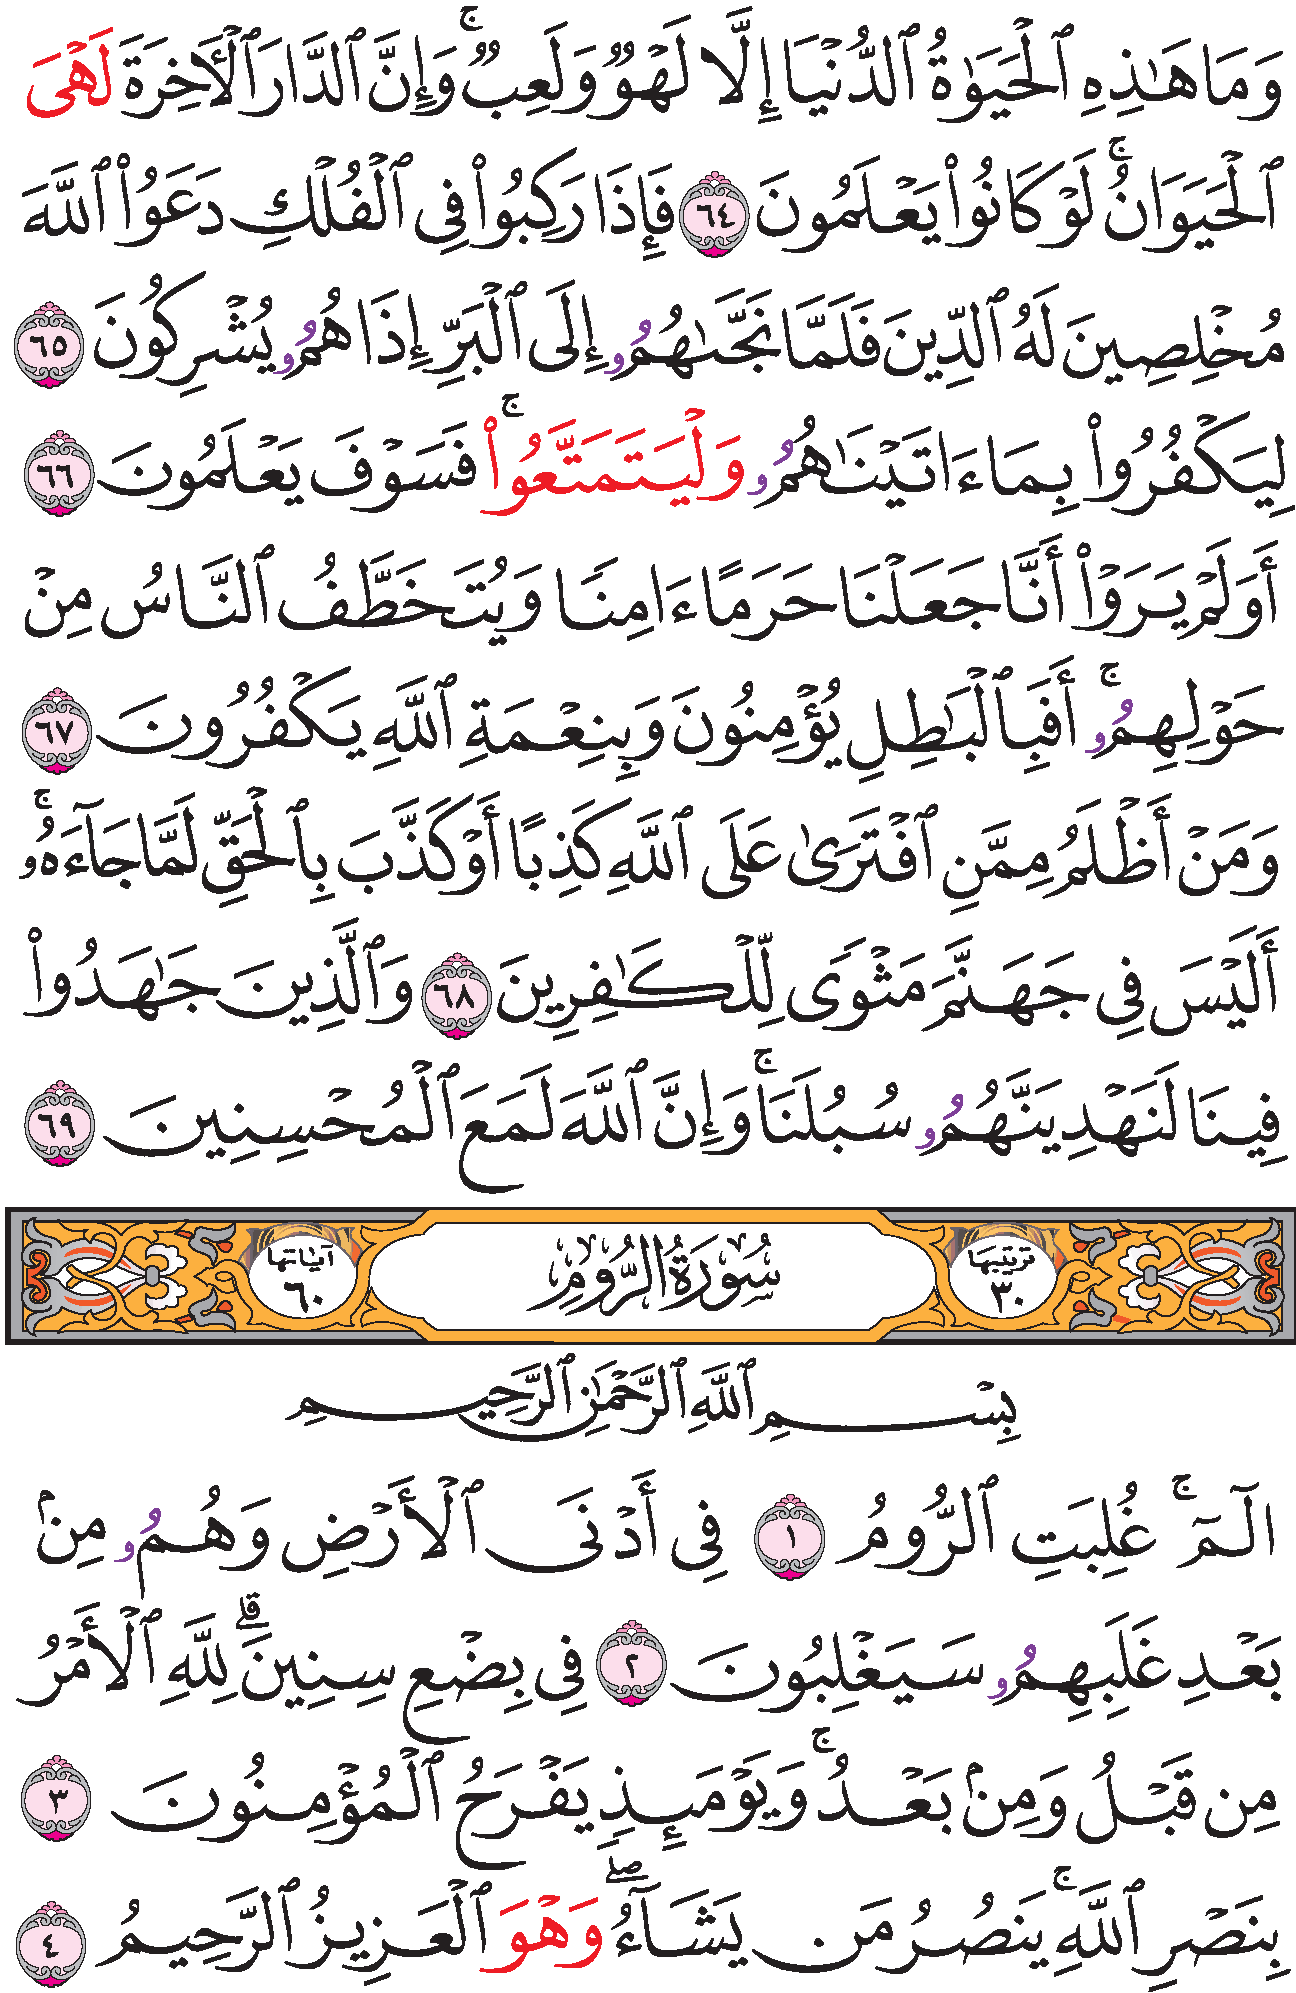 وَمَا هَٰذِهِ ٱلْحَيَوٰةُ ٱلدُّنْيَا إِلَّا لَهْوٌ وَلَعِبٌ ۚ وَإِنَّ ٱلدَّارَ ٱلْأَخِرَةَ لَهْىَ
ٱلْحَيَوَانُ ۚ لَوْ كَانُوا۟ يَعْلَمُونَ ٦٤ فَإِذَا رَكِبُوا۟ فِى ٱلْفُلْكِ دَعَوُا۟ ٱللَّهَ
مُخْلِصِينَ لَهُ ٱلدِّينَ فَلَمَّا نَجَّىٰهُمُۥ إِلَى ٱلْبَرِّ إِذَا هُمُۥ يُشْرِكُونَ ٦٥
لِيَكْفُرُوا۟ بِمَا ءَاتَيْنَٰهُمُۥ وَلْيَتَمَتَّعُوا۟ ۚ فَسَوْفَ يَعْلَمُونَ ٦٦
أَوَلَمْ يَرَوْا۟ أَنَّا جَعَلْنَا حَرَمًا ءَامِنًا وَيُتَخَطَّفُ ٱلنَّاسُ مِنْ
حَوْلِهِمُۥ ۚ أَفَبِٱلْبَٰطِلِ يُؤْمِنُونَ وَبِنِعْمَةِ ٱللَّهِ يَكْفُرُونَ ٦٧
وَمَنْ أَظْلَمُ مِمَّنِ ٱفْتَرَىٰ عَلَى ٱللَّهِ كَذِبًا أَوْ كَذَّبَ بِٱلْحَقِّ لَمَّا جَآءَهُۥ ۚ
أَلَيْسَ فِى جَهَنَّمَ مَثْوًى لِّلْكَٰفِرِينَ ٦٨ وَٱلَّذِينَ جَٰهَدُوا۟
فِينَا لَنَهْدِيَنَّهُمُۥ سُبُلَنَا ۚ وَإِنَّ ٱللَّهَ لَمَعَ ٱلْمُحْسِنِينَ ٦٩
ترتيبها ٣٠ سُورَةُ الرُّومِ آياتها ٦٠
بِسْمِ ٱللَّهِ ٱلرَّحْمَٰنِ ٱلرَّحِيمِ
الٓمٓ ۚ غُلِبَتِ ٱلرُّومُ ١ فِى أَدْنَى ٱلْأَرْضِ وَهُمُۥ مِنۢ
بَعْدِ غَلَبِهِمُۥ سَيَغْلِبُونَ ٢ فِى بِضْعِ سِنِينَ ۗ لِلَّهِ ٱلْأَمْرُ
مِن قَبْلُ وَمِنۢ بَعْدُ ۚ وَيَوْمَئِذٍ يَفْرَحُ ٱلْمُؤْمِنُونَ ٣
بِنَصْرِ ٱللَّهِ ۚ يَنصُرُ مَن يَشَآءُ ۖ وَهْوَ ٱلْعَزِيزُ ٱلرَّحِيمُ ٤